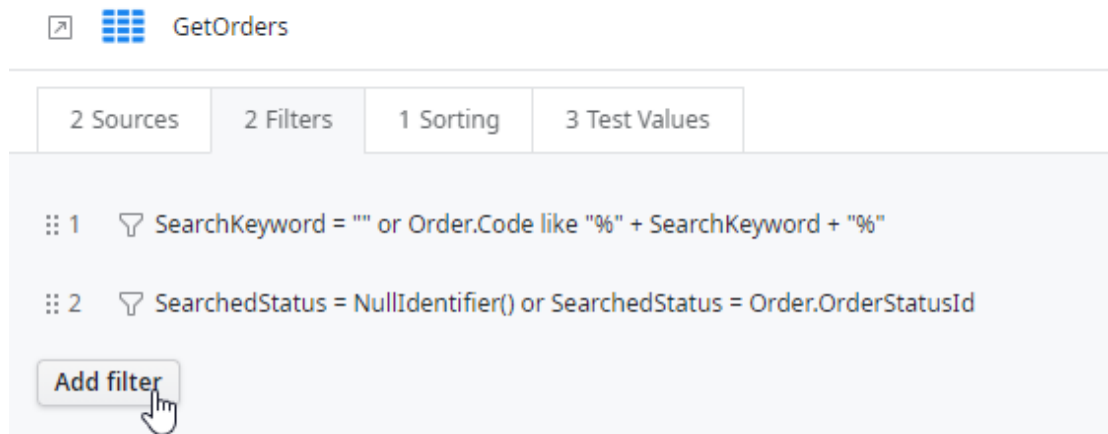 GetOrders
2 Sources 2 Filters 1 Sorting 3 Test Values
1 SearchKeyword = "" or Order.Code like "%" + SearchKeyword + "%"
2 SearchedStatus = NullIdentifier() or SearchedStatus = Order.OrderStatusId
Add filter